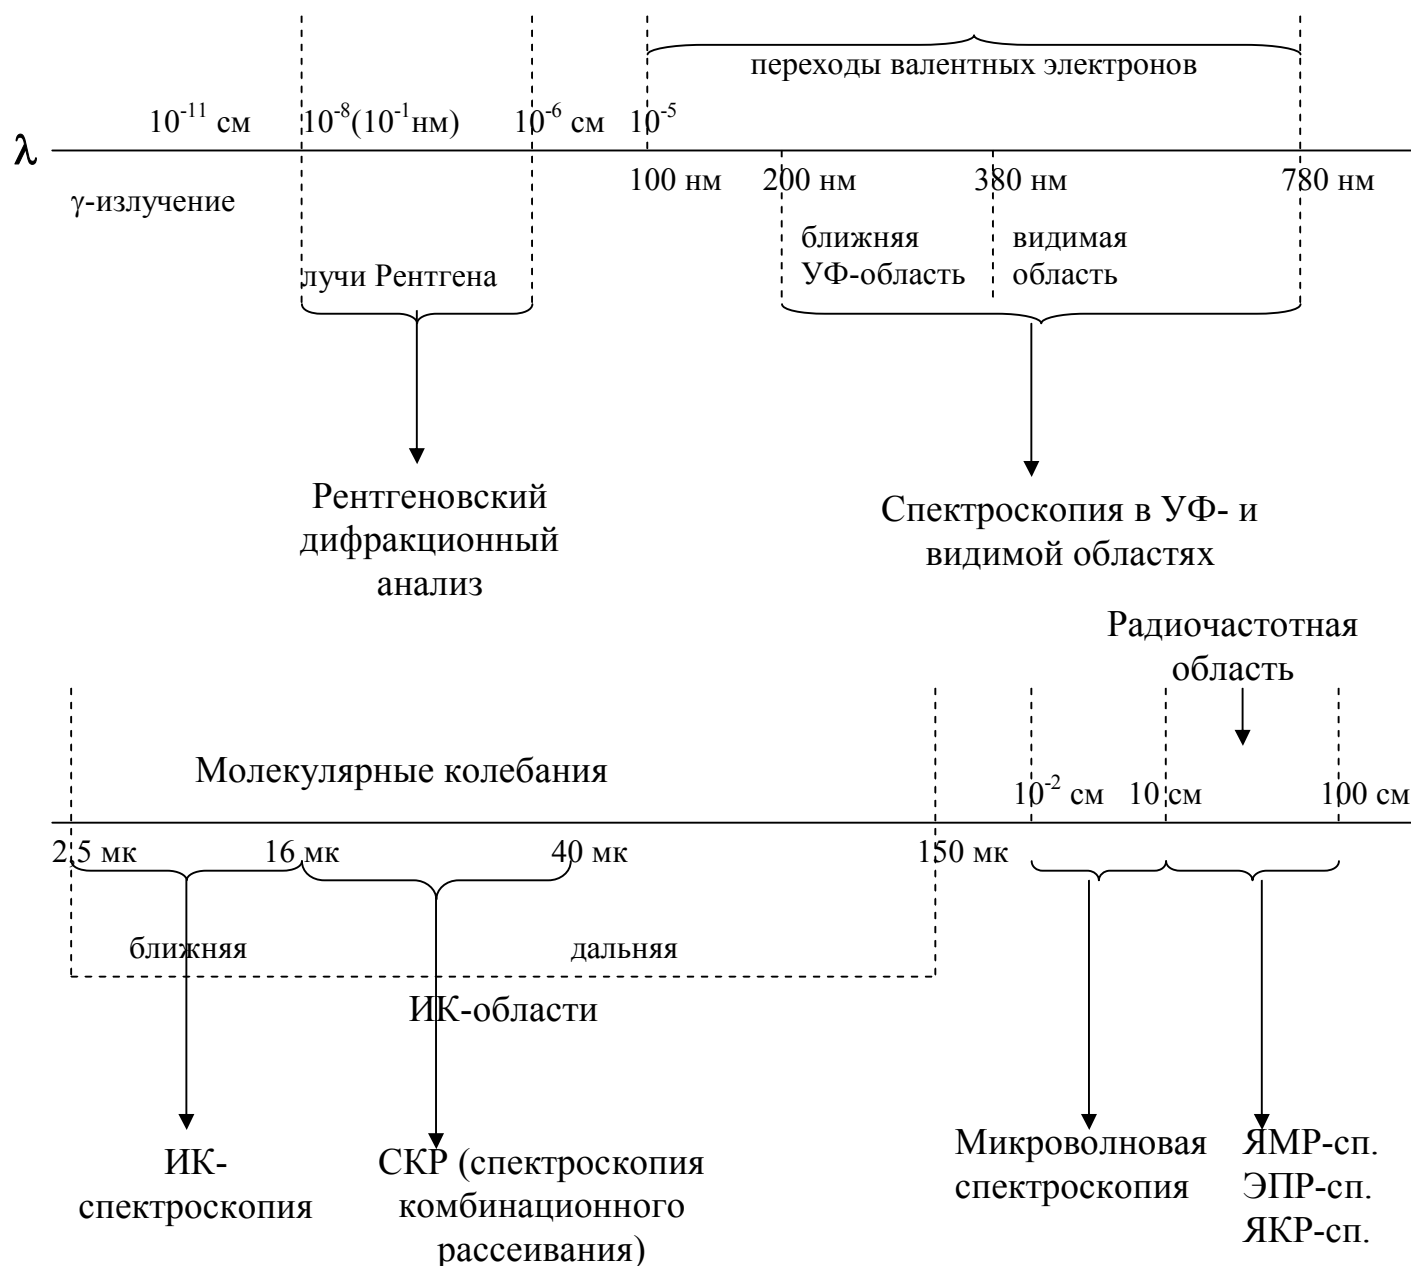 переходы валентных электронов
10⁻¹¹ см 10⁻⁸(10⁻¹нм) 10⁻⁶ см 10⁻⁵
λ
100 нм 200 нм 380 нм 780 нм
γ-излучение
ближняя
УФ-область
видимая
область
лучи Рентгена
Рентгеновский
дифракционный
анализ
Спектроскопия в УФ- и
видимой областях
Радиочастотная
область
Молекулярные колебания
10⁻² см 10 см 100 см
2,5 мк 16 мк 40 мк 150 мк
ближняя дальняя
ИК-области
ИК-
спектроскопия
СКР (спектроскопия
комбинационного
рассеивания)
Микроволновая
спектроскопия
ЯМР-сп.
ЭПР-сп.
ЯКР-сп.